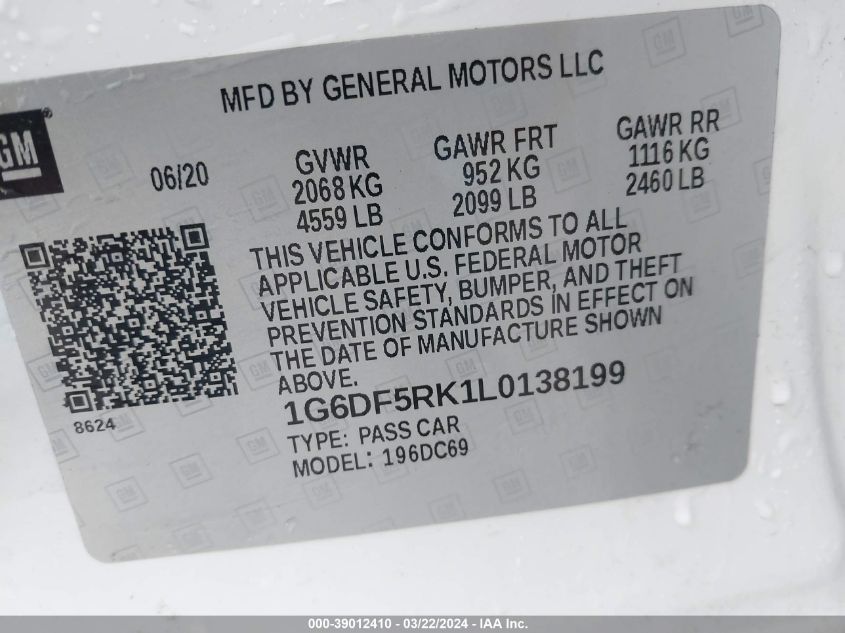 MFD BY GENERAL MOTORS LLC
GM
06/20
GVWR
2068 KG
4559 LB
GAWR FRT
952 KG
2099 LB
GAWR RR
1116 KG
2460 LB
THIS VEHICLE CONFORMS TO ALL
APPLICABLE U.S. FEDERAL MOTOR
VEHICLE SAFETY, BUMPER, AND THEFT
PREVENTION STANDARDS IN EFFECT ON
THE DATE OF MANUFACTURE SHOWN
ABOVE.
8624
1G6DF5RK1L0138199
TYPE: PASS CAR
MODEL: 196DC69
000-39012410 - 03/22/2024 - IAA Inc.